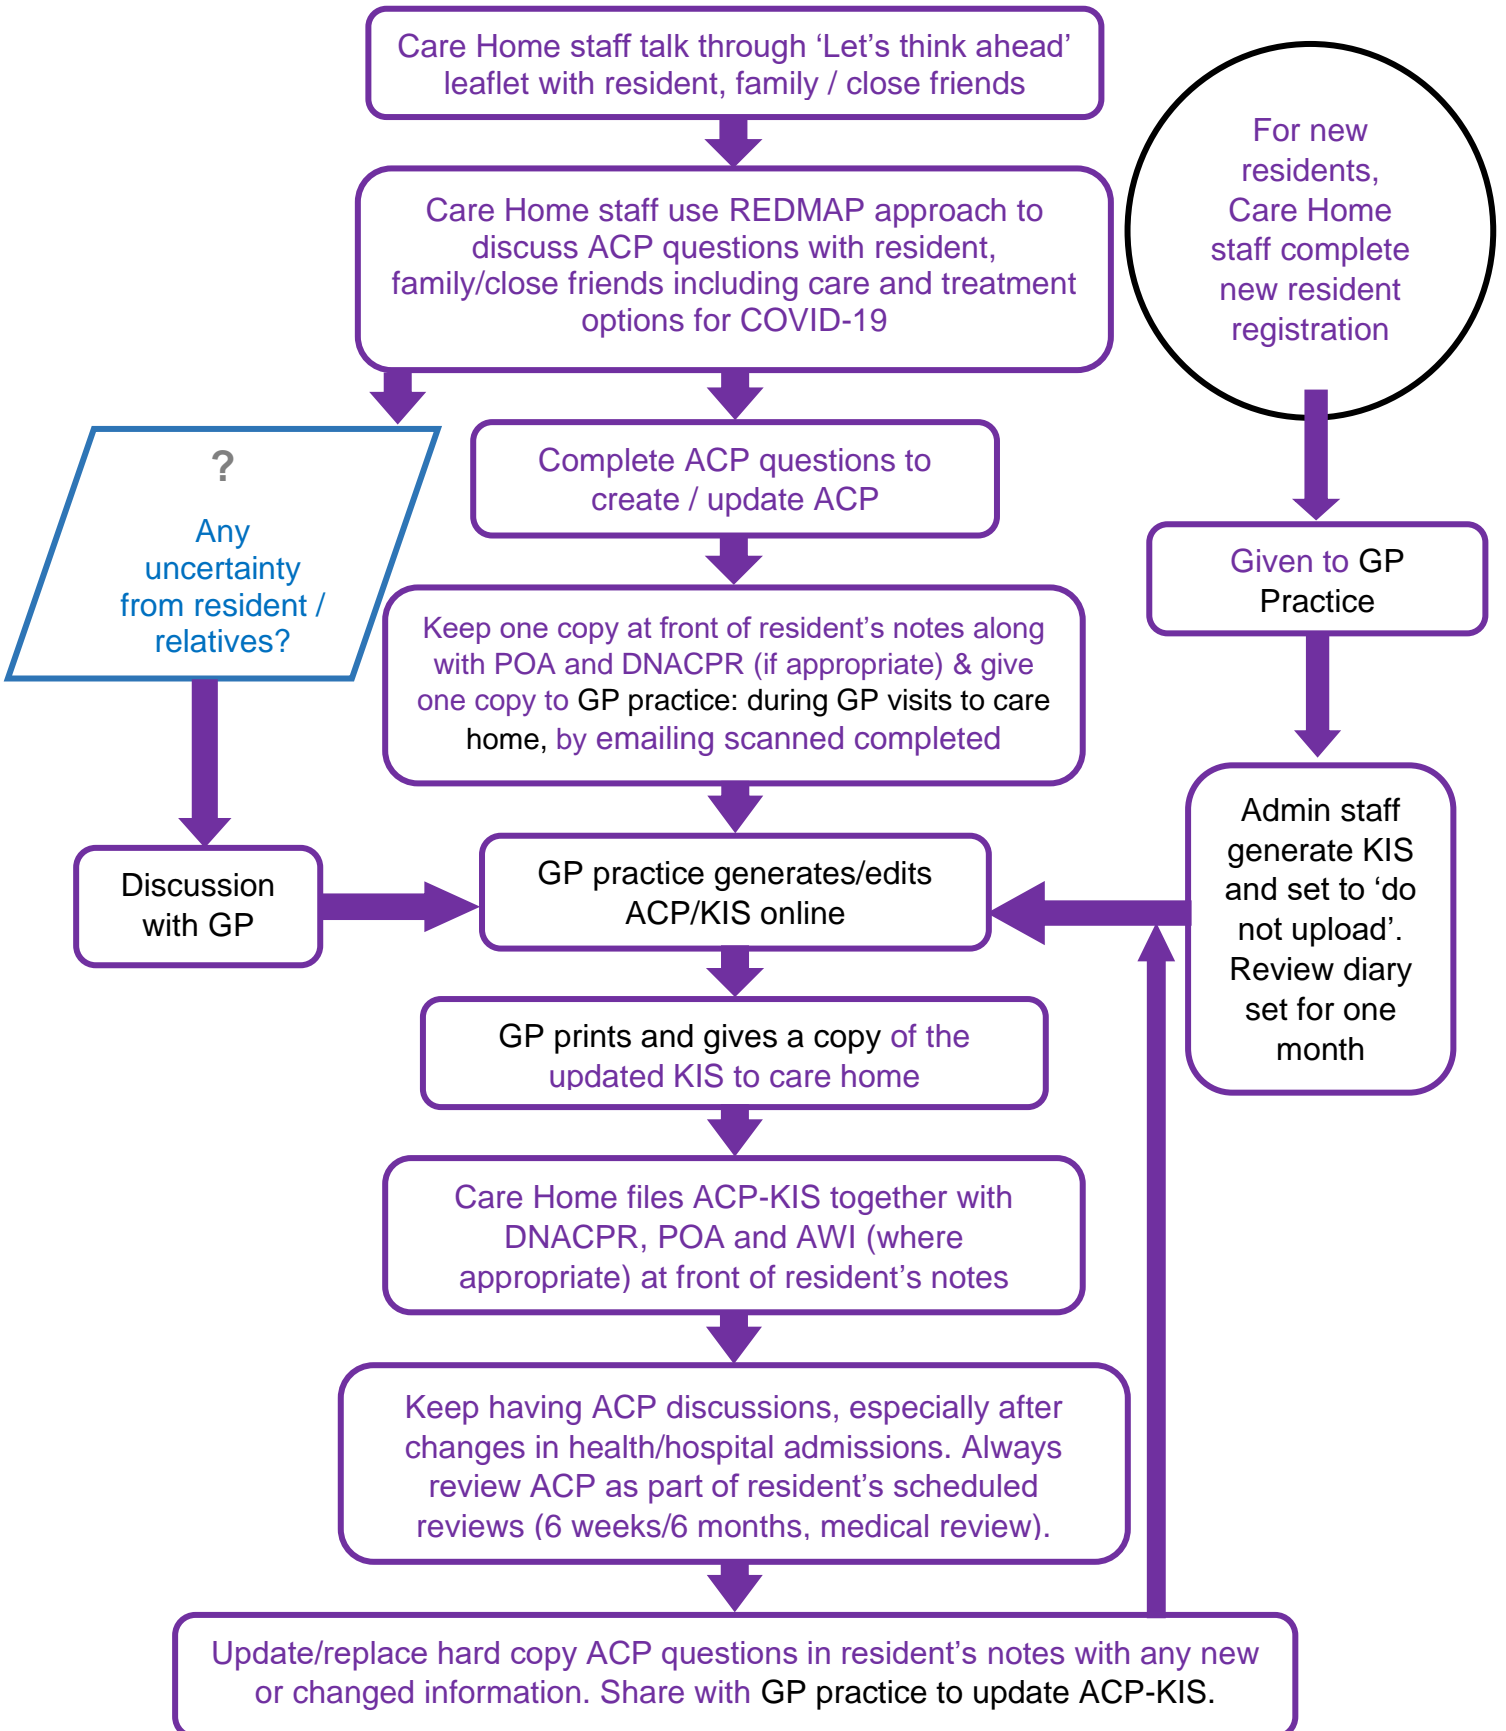 Care Home staff talk through ‘Let’s think ahead’
leaflet with resident, family / close friends
For new
residents,
Care Home
staff complete
new resident
registration
Care Home staff use REDMAP approach to
discuss ACP questions with resident,
family/close friends including care and treatment
options for COVID-19
?
Any
uncertainty
from resident /
relatives?
Complete ACP questions to
create / update ACP
Given to GP
Practice
Keep one copy at front of resident’s notes along
with POA and DNACPR (if appropriate) & give
one copy to GP practice: during GP visits to care
home, by emailing scanned completed
Discussion
with GP
GP practice generates/edits
ACP/KIS online
Admin staff
generate KIS
and set to ‘do
not upload’.
Review diary
set for one
month
GP prints and gives a copy of the
updated KIS to care home
Care Home files ACP-KIS together with
DNACPR, POA and AWI (where
appropriate) at front of resident’s notes
Keep having ACP discussions, especially after
changes in health/hospital admissions. Always
review ACP as part of resident’s scheduled
reviews (6 weeks/6 months, medical review).
Update/replace hard copy ACP questions in resident’s notes with any new
or changed information. Share with GP practice to update ACP-KIS.